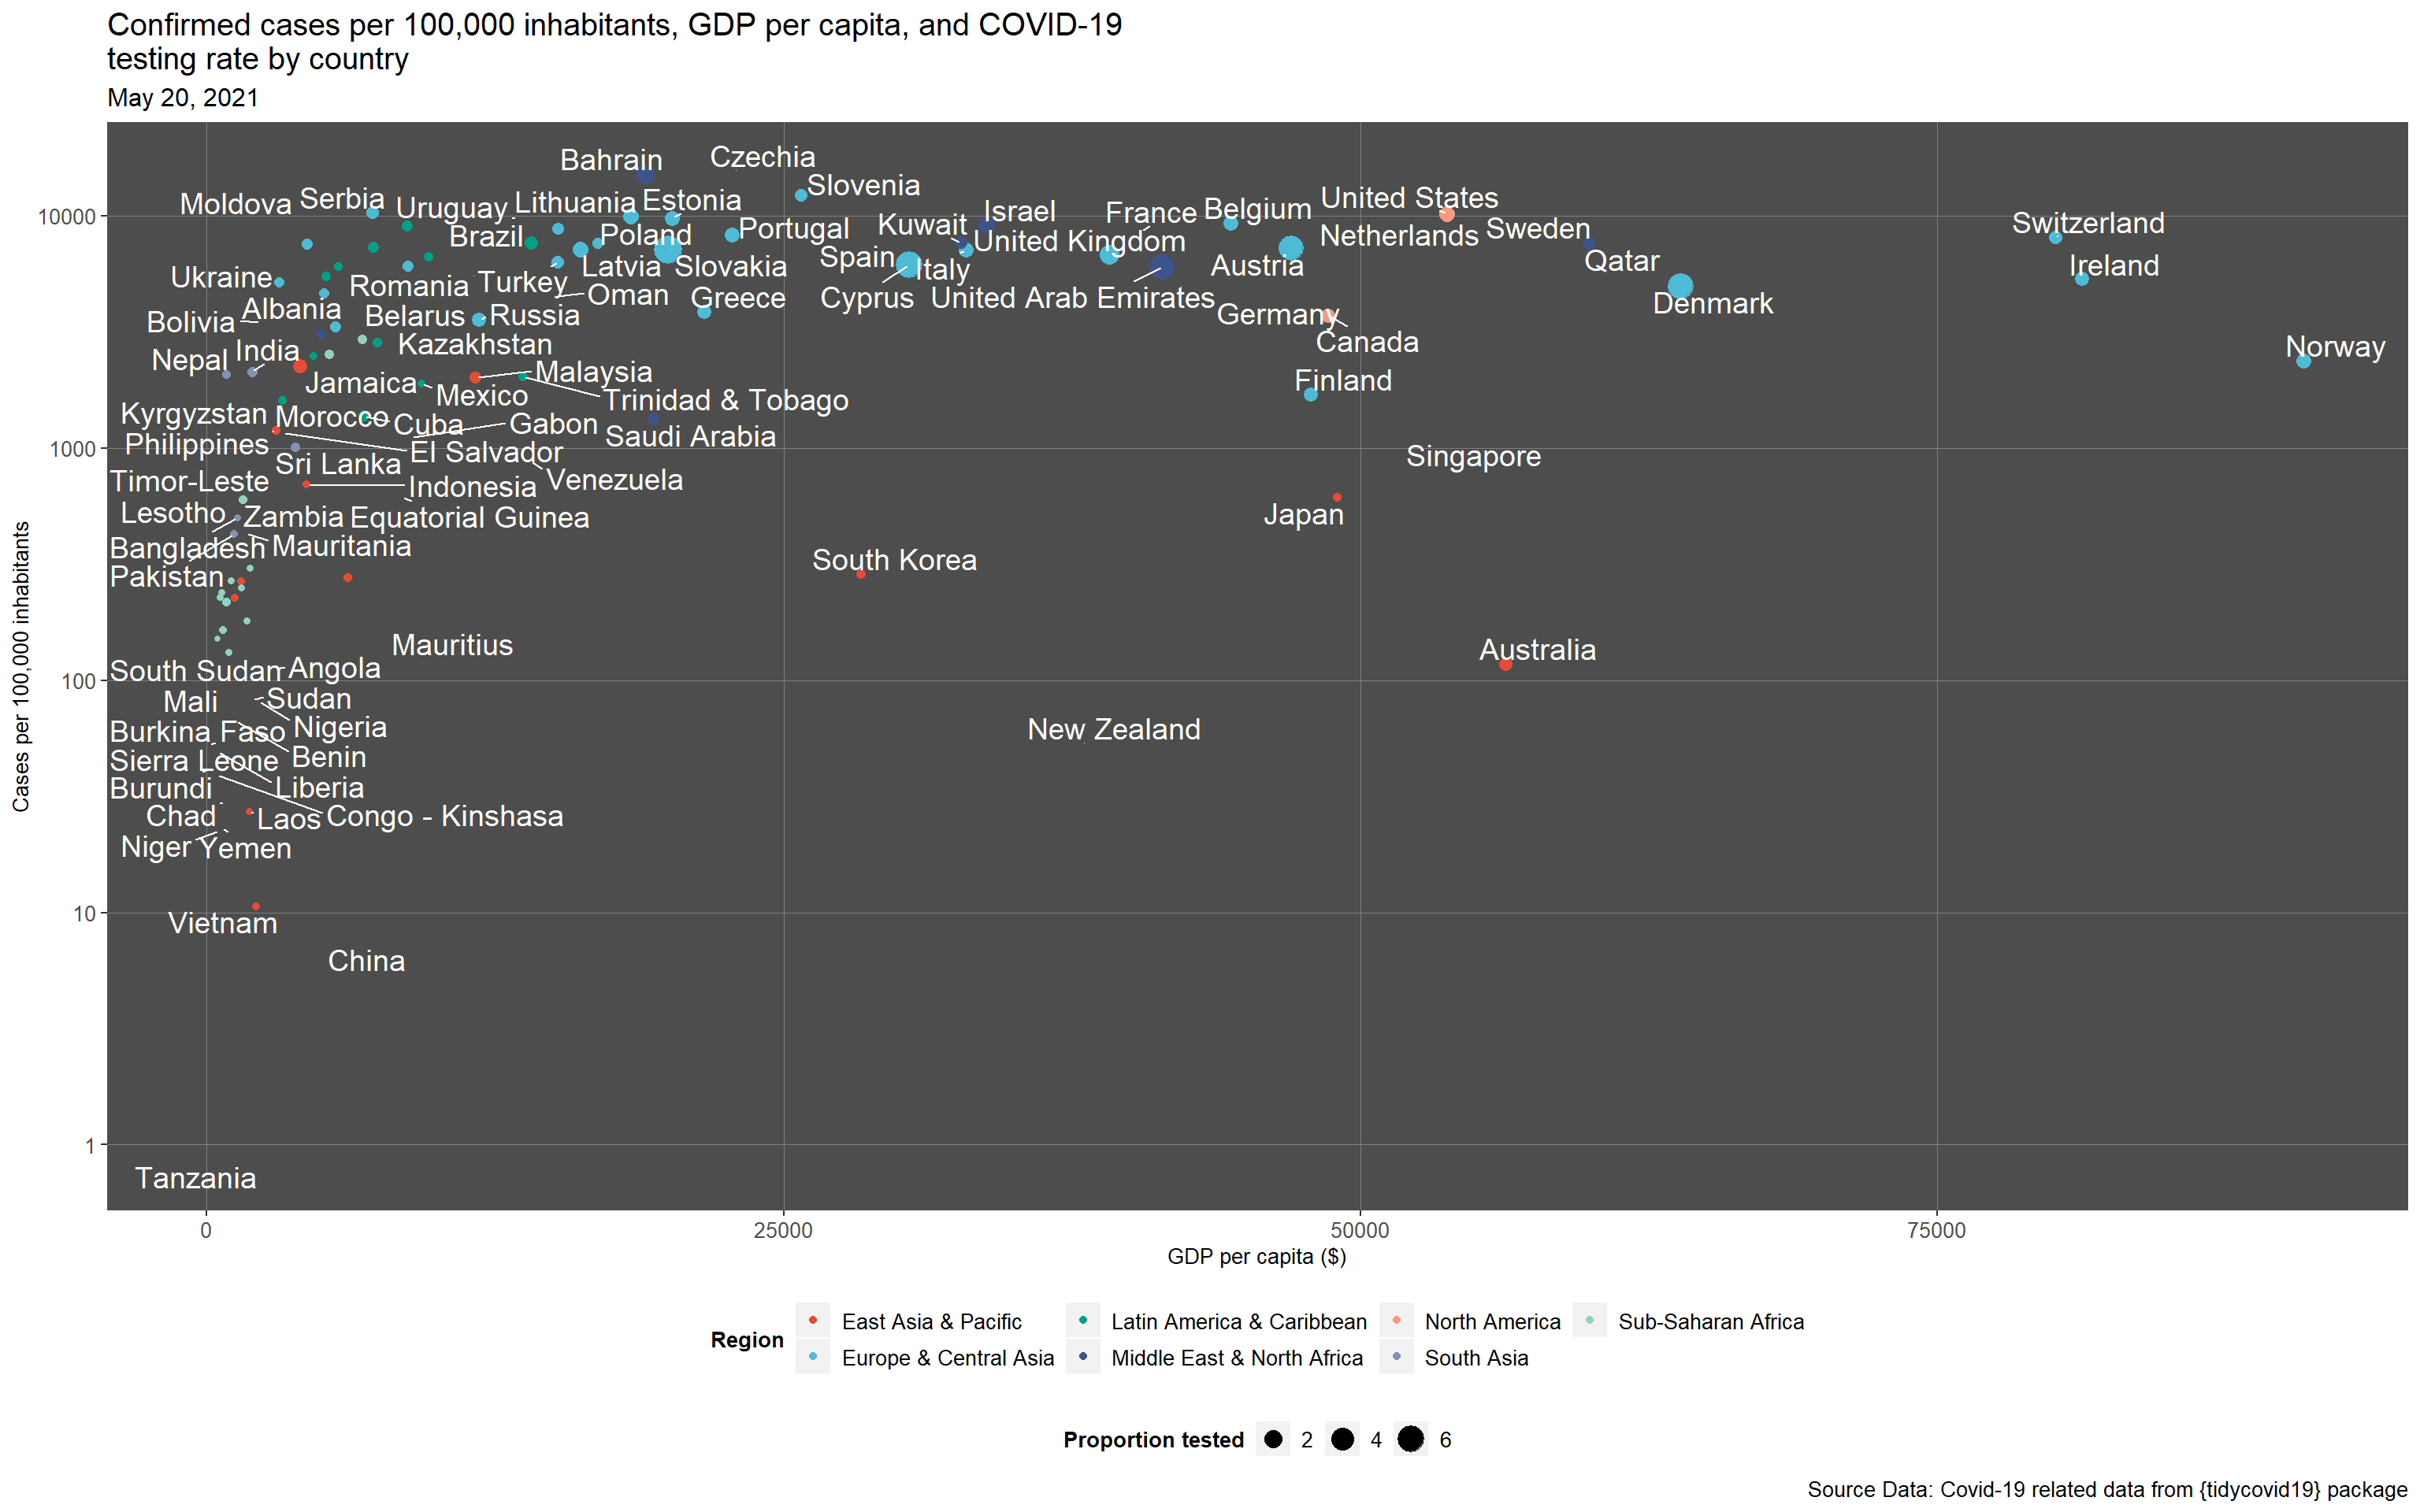 Confirmed cases per 100,000 inhabitants, GDP per capita, and COVID-19
testing rate by country
May 20, 2021
Bahrain
Czechia
Slovenia
Moldova
Serbia
Uruguay
Lithuania
Estonia
Israel
France
Belgium
United States
Switzerland
10000
Brazil
Poland
Portugal
Kuwait
United Kingdom
Netherlands
Sweden
Ukraine
Romania
Turkey
Latvia
Slovakia
Spain
Italy
Austria
Qatar
Ireland
Albania
Oman
Greece
Cyprus
United Arab Emirates
Denmark
Bolivia
Belarus
Russia
Germany
Nepal
India
Kazakhstan
Canada
Norway
Jamaica
Malaysia
Mexico
Trinidad & Tobago
Finland
Kyrgyzstan
Morocco
Cuba
Gabon
Saudi Arabia
1000
Philippines
El Salvador
Singapore
Sri Lanka
Timor-Leste
Indonesia
Venezuela
Lesotho
Zambia
Equatorial Guinea
Japan
Bangladesh
Mauritania
Pakistan
South Korea
Mauritius
Australia
South Sudan
Angola
100
Mali
Sudan
Burkina Faso
Nigeria
New Zealand
Sierra Leone
Benin
Burundi
Liberia
Chad
Laos
Congo - Kinshasa
Niger
Yemen
10
Vietnam
China
1
Tanzania
Cases per 100,000 inhabitants
0
25000
50000
75000
GDP per capita ($)
Region
East Asia & Pacific
Latin America & Caribbean
North America
Sub-Saharan Africa
Europe & Central Asia
Middle East & North Africa
South Asia
Proportion tested
2
4
6
Source Data: Covid-19 related data from {tidycovid19} package